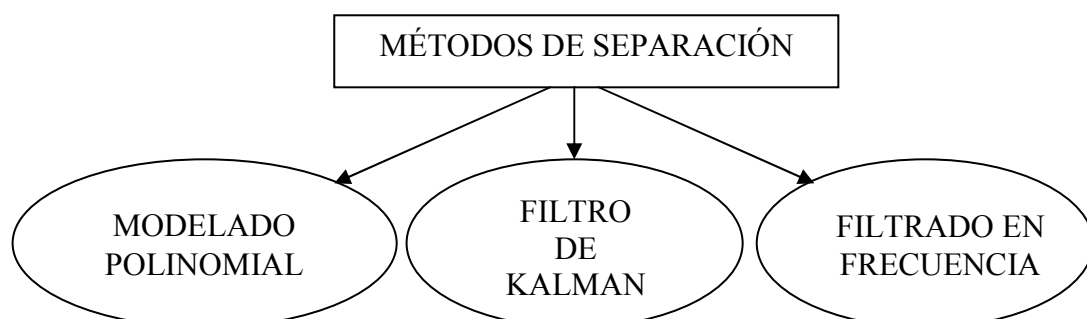 MÉTODOS DE SEPARACIÓN
MODELADO
POLINOMIAL
FILTRO
DE
KALMAN
FILTRADO EN
FRECUENCIA